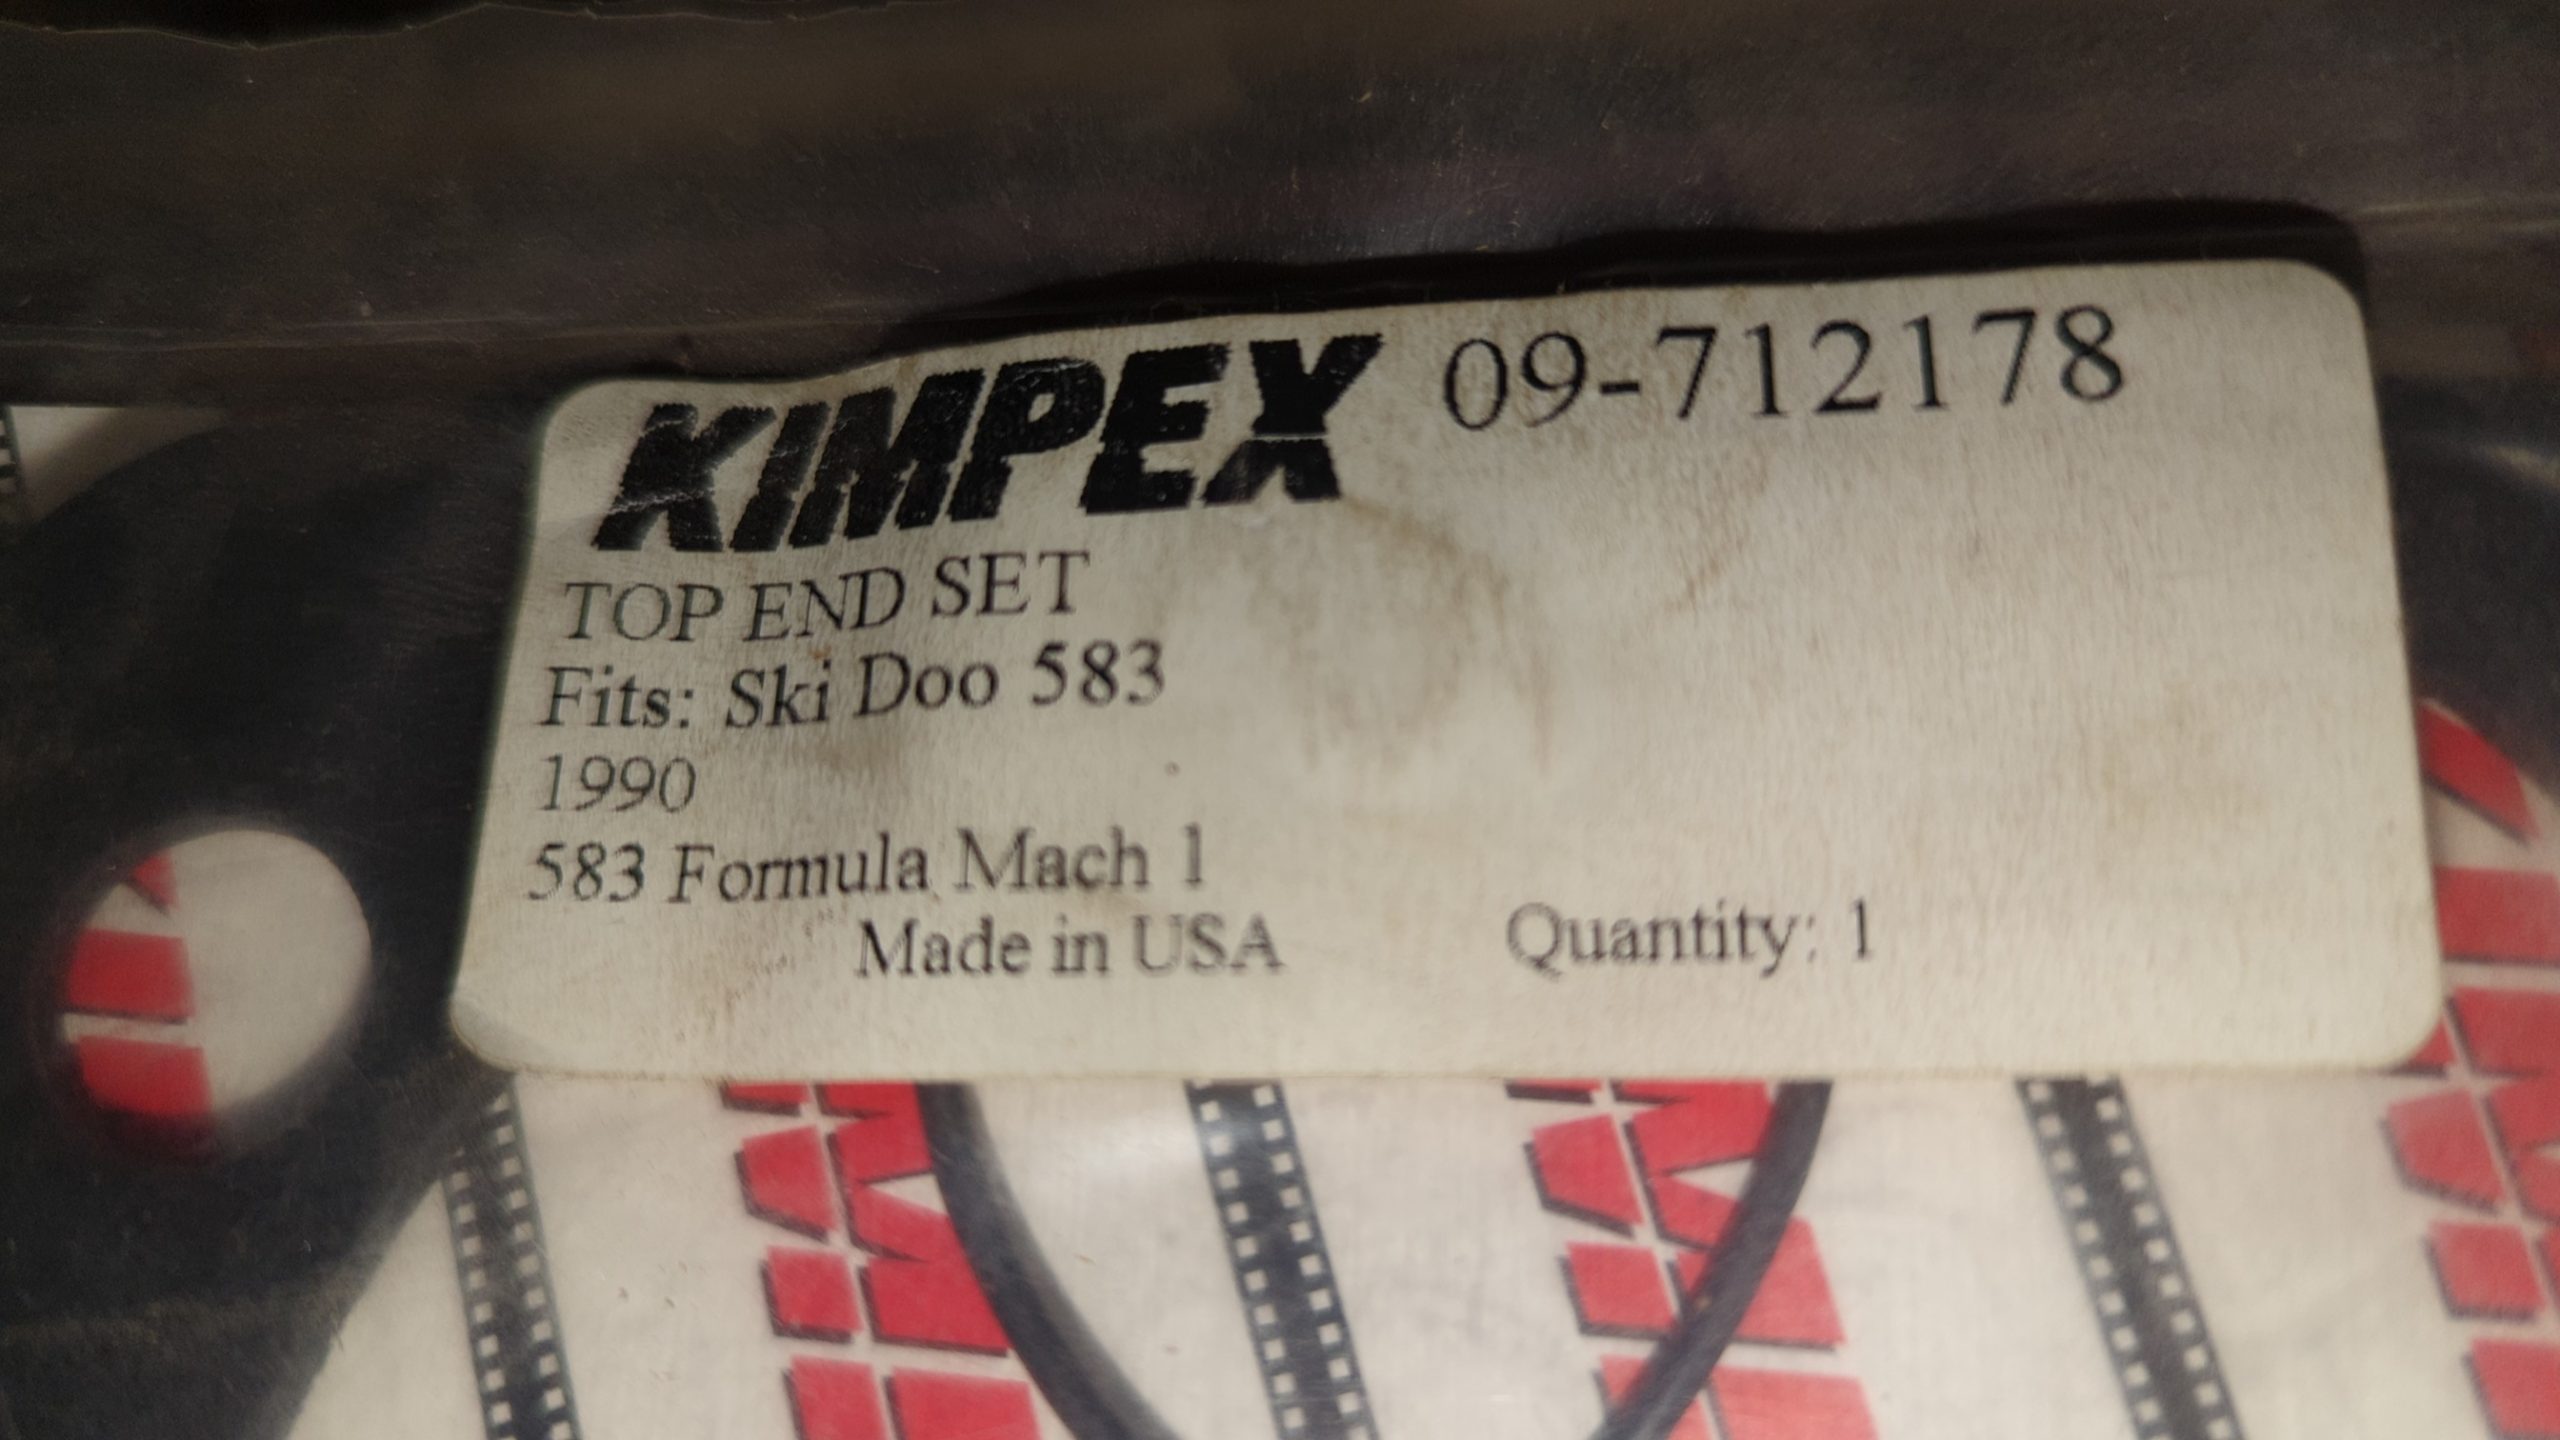 KIMPEX 09-712178
TOP END SET
Fits: Ski Doo 583
1990
583 Formula Mach 1
Made in USA Quantity: 1